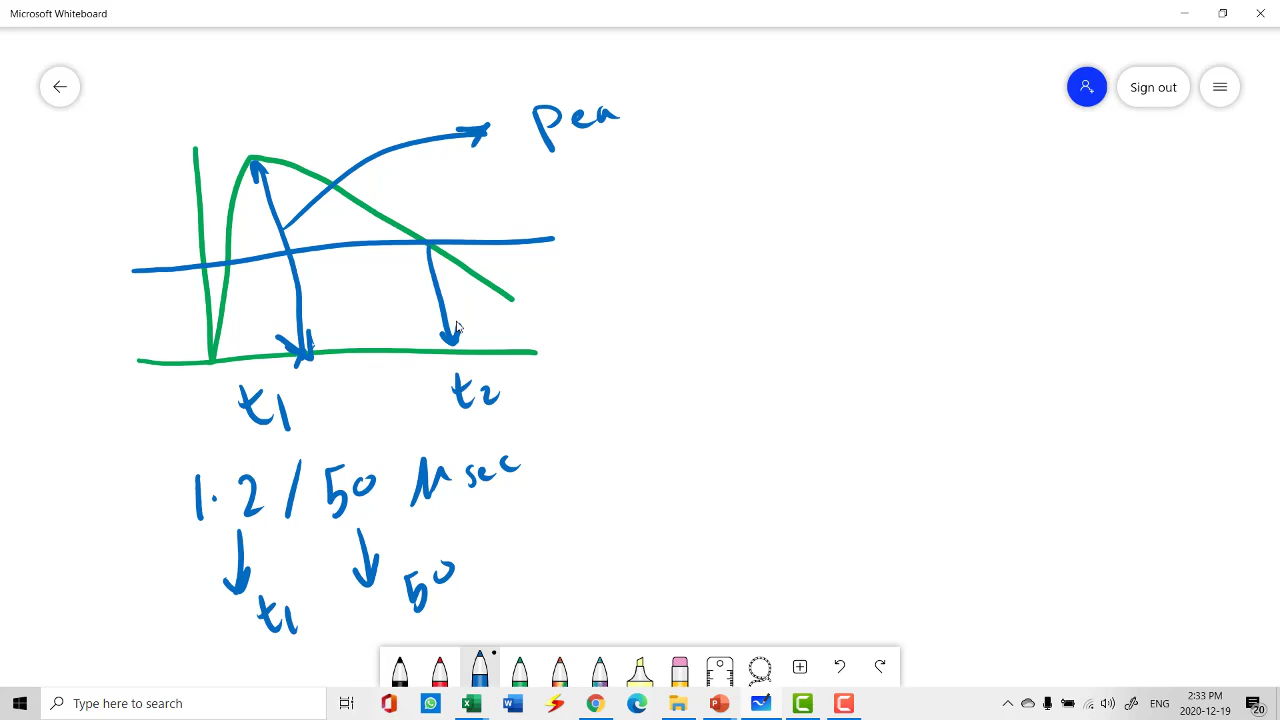 Microsoft Whiteboard
Sign out
pea
t1
t2
1.2/50 μsec
t1
50
Type here to search
ENG
2:33 PM
2020-12-19
20